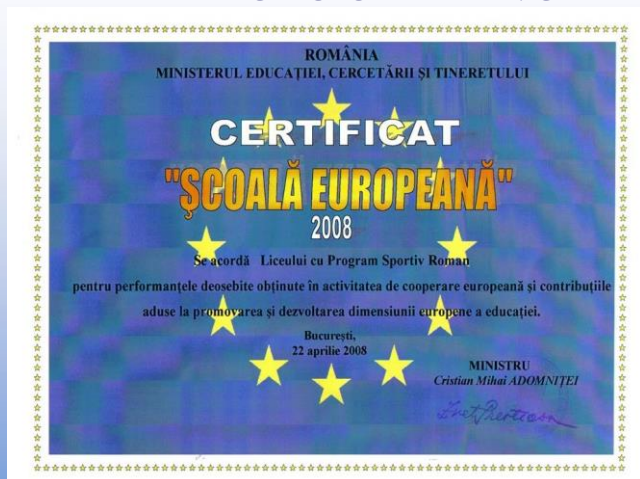 ROMÂNIA
MINISTERUL EDUCAȚIEI, CERCETĂRII ȘI TINERETULUI
CERTIFICAT
"ȘCOALĂ EUROPEANĂ"
2008
Se acordă Liceului cu Program Sportiv Roman
pentru performanțele deosebite obținute în activitatea de cooperare europeană și contribuțiile
aduse la promovarea și dezvoltarea dimensiunii europene a educației.
București,
22 aprilie 2008
MINISTRU
Cristian Mihai ADOMNIȚEI